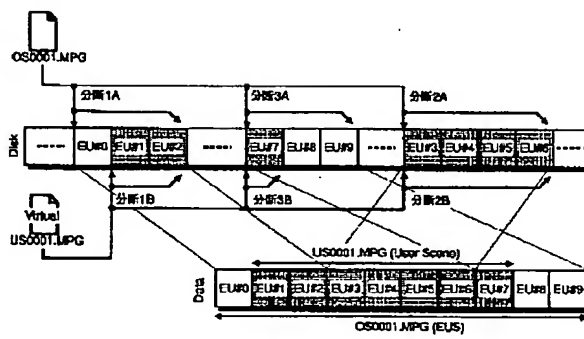 OS0001.MPG
分断1A
分断3A
分断2A
Disk
EU#0 EU#1 EU#2 EU#7 EU#8 EU#9 EU#3 EU#4 EU#5 EU#6
分断1B
分断3B
分断2B
Virtual
US0001.MPG
US0001.MPG (User Scene)
Data
EU#0 EU#1 EU#2 EU#3 EU#4 EU#5 EU#6 EU#7 EU#8 EU#9
OS0001.MPG (EUS)